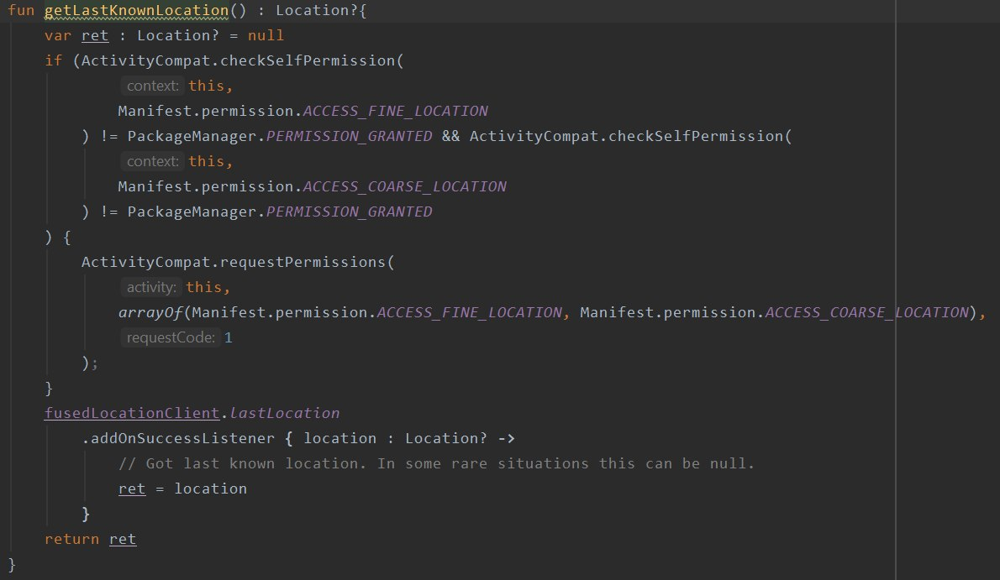 fun getLastKnownLocation() : Location?{
    var ret : Location? = null
    if (ActivityCompat.checkSelfPermission(
            context: this,
            Manifest.permission.ACCESS_FINE_LOCATION
        ) != PackageManager.PERMISSION_GRANTED && ActivityCompat.checkSelfPermission(
            context: this,
            Manifest.permission.ACCESS_COARSE_LOCATION
        ) != PackageManager.PERMISSION_GRANTED
    ) {
        ActivityCompat.requestPermissions(
            activity: this,
            arrayOf(Manifest.permission.ACCESS_FINE_LOCATION, Manifest.permission.ACCESS_COARSE_LOCATION),
            requestCode: 1
        );
    }
    fusedLocationClient.lastLocation
        .addOnSuccessListener { location : Location? ->
            // Got last known location. In some rare situations this can be null.
            ret = location
        }
    return ret
}